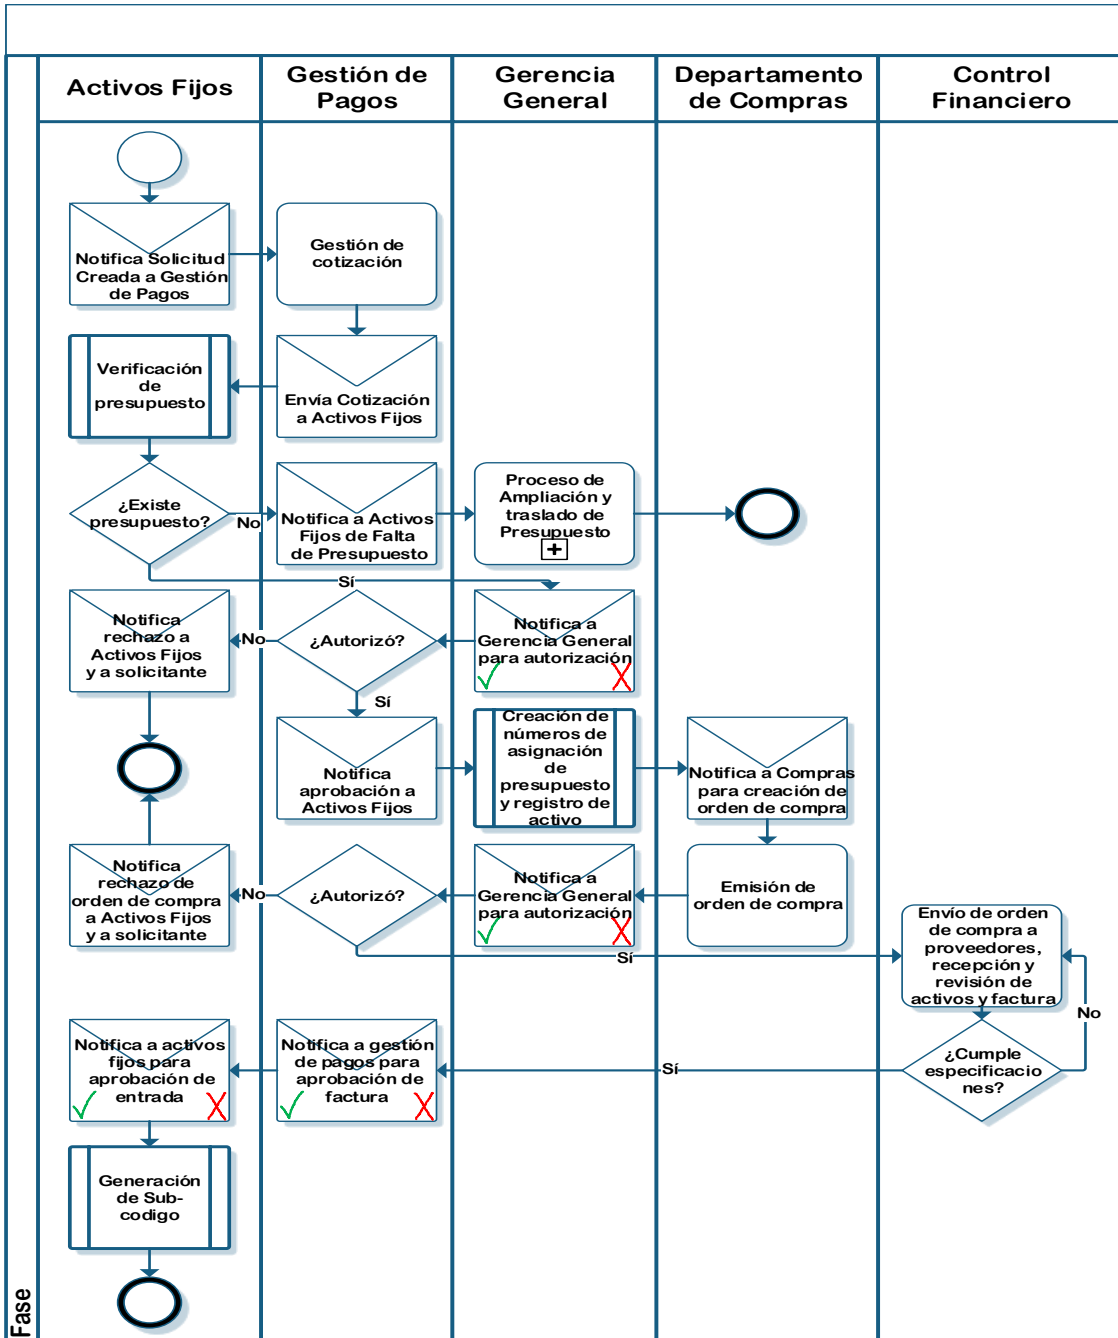 Activos Fijos
Gestión de
Pagos
Gerencia
General
Departamento
de Compras
Control
Financiero
Notifica Solicitud
Creada a Gestión
de Pagos
Gestión de
cotización
Verificación
de
presupuesto
Envía Cotización
a Activos Fijos
¿Existe
presupuesto?
No
Notifica a Activos
Fijos de Falta
de Presupuesto
Proceso de
Ampliación y
traslado de
Presupuesto
Sí
Notifica
rechazo a
Activos Fijos
y a solicitante
No
¿Autorizó?
Notifica a
Gerencia General
para autorización
Sí
Notifica
aprobación a
Activos Fijos
Creación de
números de
asignación
de
presupuesto
y registro de
activo
Notifica a Compras
para creación de
orden de compra
Notifica
rechazo de
orden de compra
a Activos Fijos
y a solicitante
No
¿Autorizó?
Notifica a
Gerencia General
para autorización
Emisión de
orden de compra
Sí
Envío de orden
de compra a
proveedores,
recepción y
revisión de
activos y factura
No
Notifica a activos
fijos para
aprobación de
entrada
Notifica a gestión
de pagos para
aprobación de
factura
Sí
¿Cumple
especificacio
nes?
Generación
de Sub-
codigo
Fase